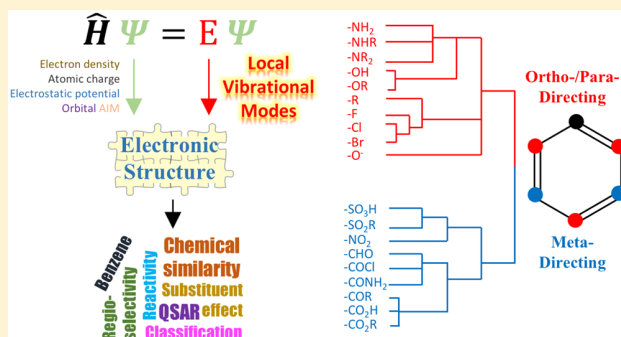 Ĥ Ψ = E Ψ
Electron density
Atomic charge
Electrostatic potential
Orbital AIM
Local
Vibrational
Modes
Electronic
Structure
Benzene
Regio-
selectivity
Reactivity
Chemical
similarity
Substituent
QSAR effect
Classification
-NH₂
-NHR
-NR₂
-OH
-OR
-R
-F
-Cl
-Br
-O⁻
-SO₃H
-SO₂R
-NO₂
-CHO
-COCl
-CONH₂
-COR
-CO₂H
-CO₂R
Ortho-/Para-
Directing
Meta-
Directing